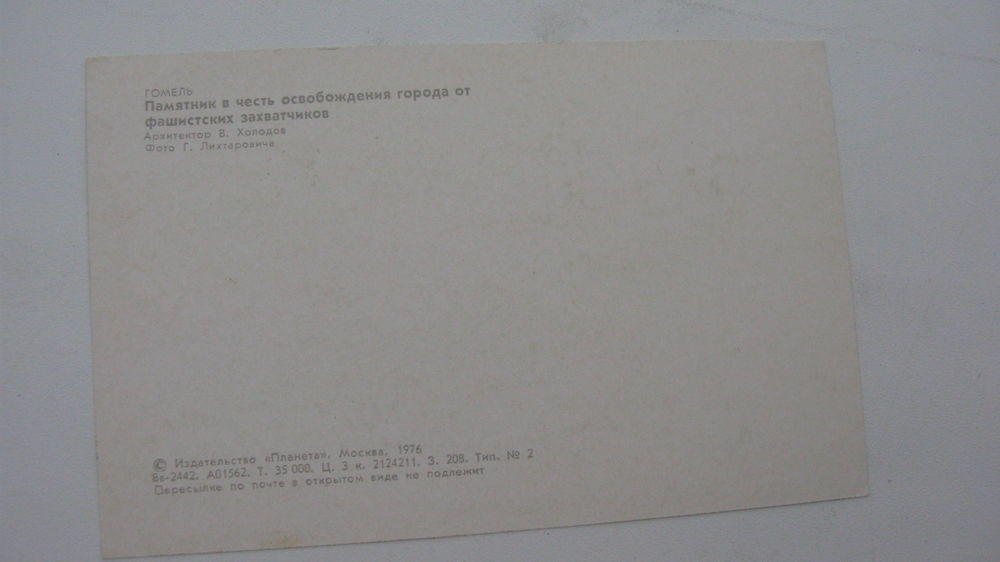 ГОМЕЛЬ
Памятник в честь освобождения города от
фашистских захватчиков
Архитектор В. Холодов
Фото Г. Лихтаровича
© Издательство «Планета», Москва, 1976
8в-2442. А01562. Т. 35 000. Ц. 3 к. 2124211. З. 208. Тип. № 2
Пересылке по почте в открытом виде не подлежит